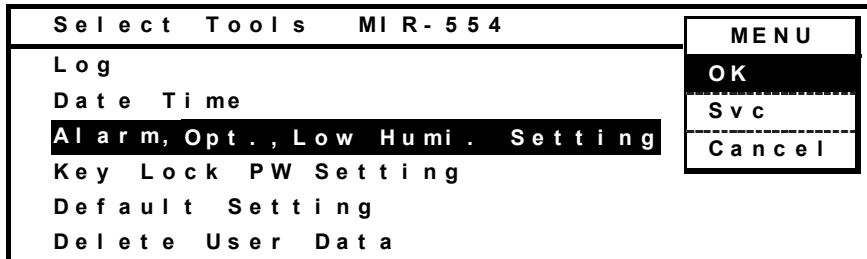 Select Tools MIR-554
Log
Date Time
Alarm, Opt., Low Humi. Setting
Key Lock PW Setting
Default Setting
Delete User Data
MENU
OK
Svc
Cancel